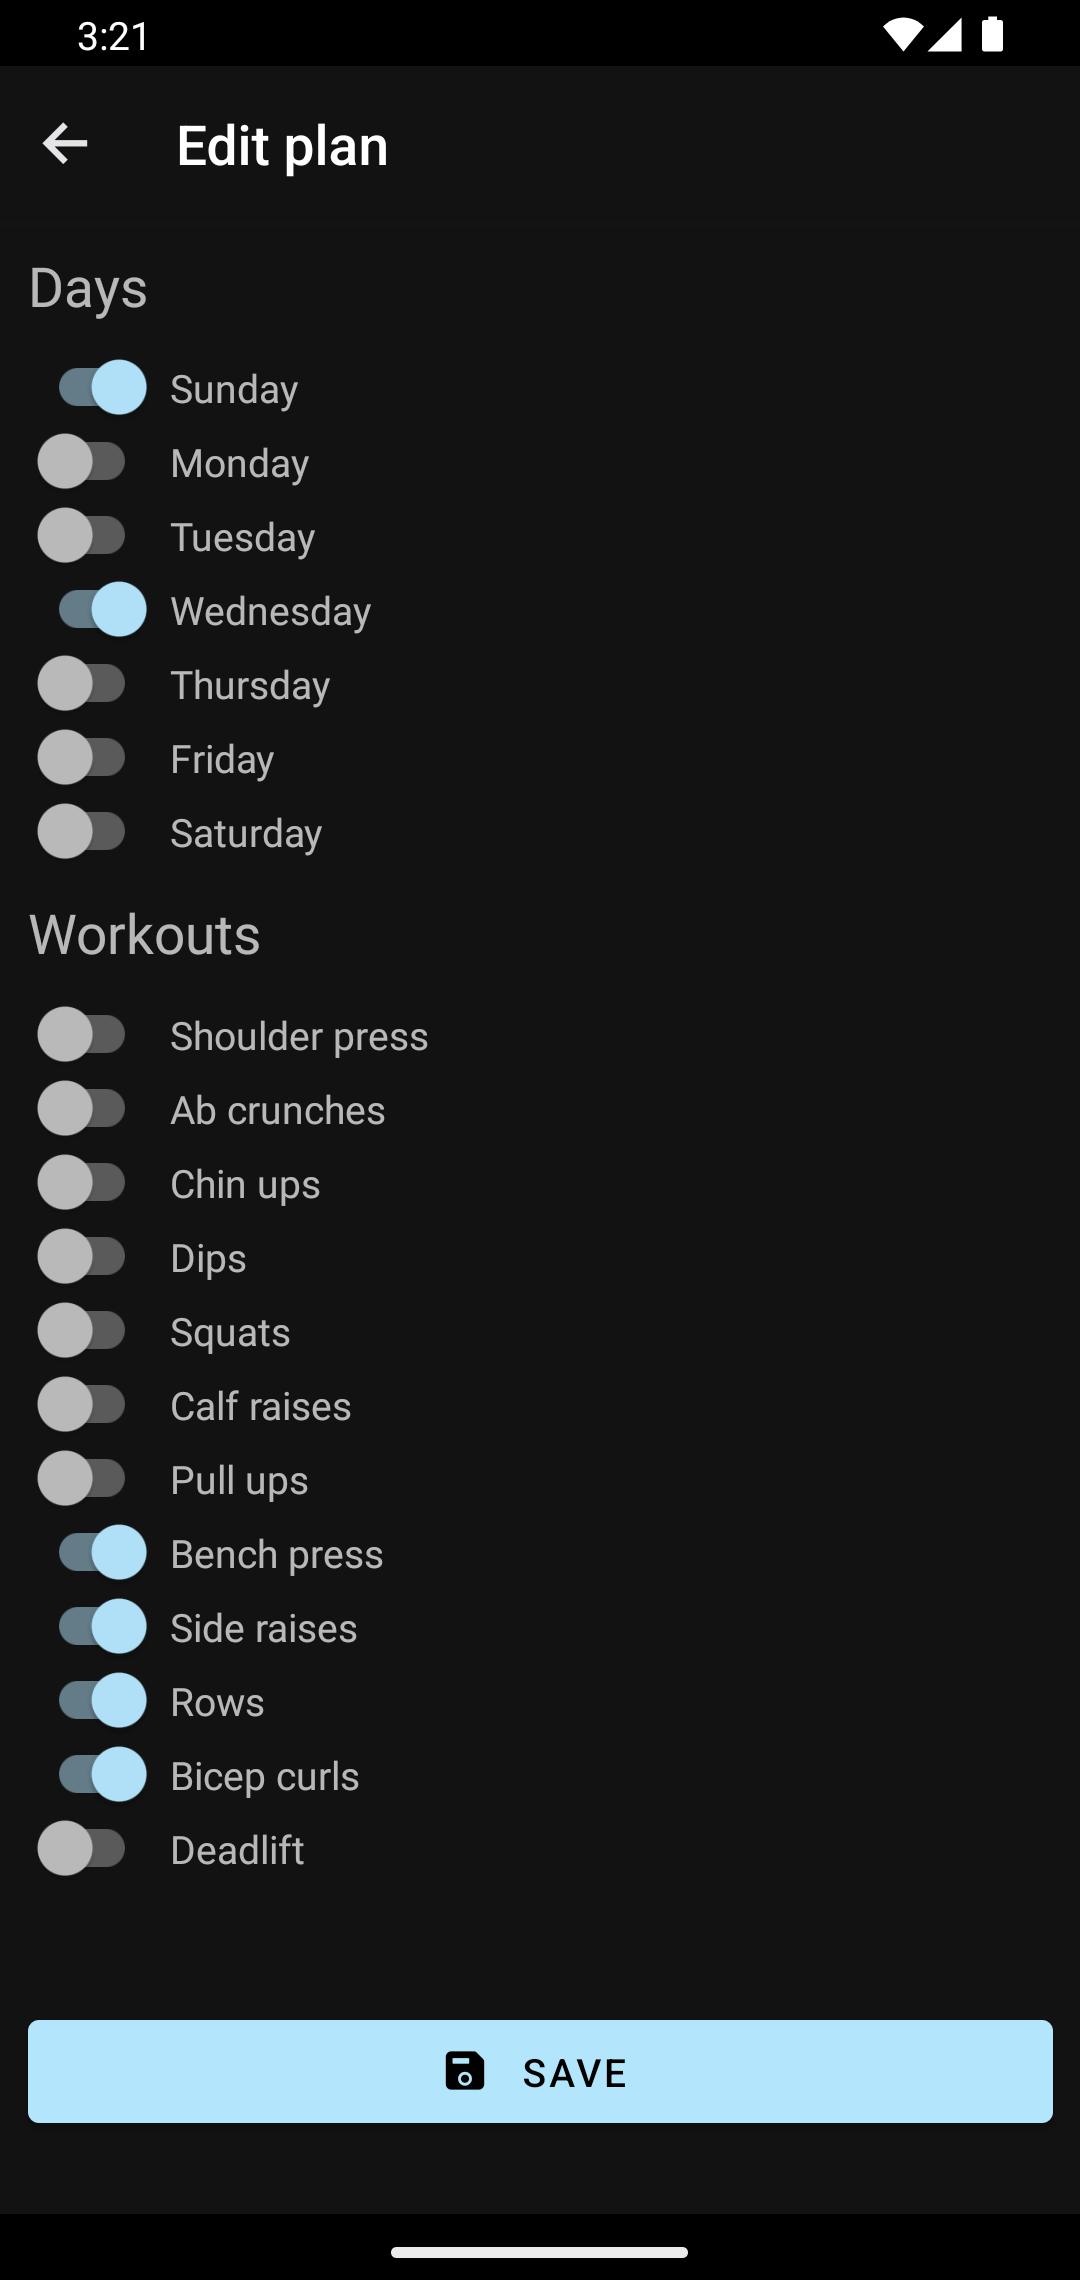 3:21
Edit plan
Days
Sunday
Monday
Tuesday
Wednesday
Thursday
Friday
Saturday
Workouts
Shoulder press
Ab crunches
Chin ups
Dips
Squats
Calf raises
Pull ups
Bench press
Side raises
Rows
Bicep curls
Deadlift
SAVE